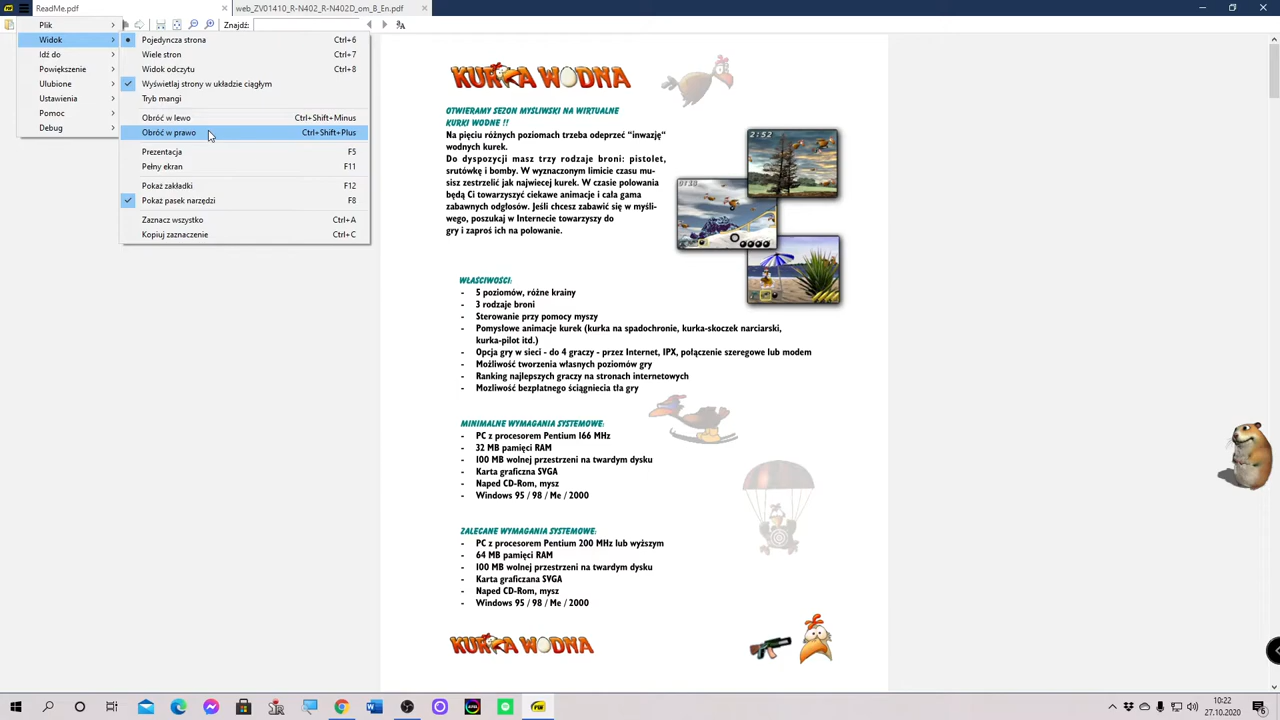 ReadMe.pdf
web_ZV01410_R-N402_R-N402D_om_B_En.pdf
Plik
Znajdź:
Widok
Idź do
Powiększenie
Ulubione
Ustawienia
Pomoc
Debug
Pojedyncza strona Ctrl+6
Wiele stron Ctrl+7
Widok odczytu Ctrl+8
Wyświetlaj strony w układzie ciągłym
Tryb mangi
Obróć w lewo Ctrl+Shift+Minus
Obróć w prawo Ctrl+Shift+Plus
Prezentacja F5
Pełny ekran F11
Pokaż zakładki F12
Pokaż pasek narzędzi F8
Zaznacz wszystko Ctrl+A
Kopiuj zaznaczenie Ctrl+C
KURKA WODNA
OTWIERAMY SEZON MYŚLIWSKI NA WIRTUALNE
KURKI WODNE !!
Na pięciu różnych poziomach trzeba odeprzeć "inwazję"
wodnych kurek.
Do dyspozycji masz trzy rodzaje broni: pistolet,
srutówkę i bomby. W wyznaczonym limicie czasu mu-
sisz zestrzelić jak najwiecej kurek. W czasie polowania
będą Ci towarzyszyć ciekawe animacje i cała gama
zabawnych odgłosów. Jeśli chcesz zabawić się w myśli-
wego, poszukaj w Internecie towarzyszy do
gry i zaproś ich na polowanie.
2:52
WŁAŚCIWOŚCI:
- 5 poziomów, różne krainy
- 3 rodzaje broni
- Sterowanie przy pomocy myszy
- Pomysłowe animacje kurek (kurka na spadochronie, kurka-skoczek narciarski,
kurka-pilot itd.)
- Opcja gry w sieci - do 4 graczy - przez Internet, IPX, połączenie szeregowe lub modem
- Możliwość tworzenia własnych poziomów gry
- Ranking najlepszych graczy na stronach internetowych
- Mozliwość bezpłatnego ściągniecia tła gry
MINIMALNE WYMAGANIA SYSTEMOWE:
- PC z procesorem Pentium 166 MHz
- 32 MB pamięci RAM
- 100 MB wolnej przestrzeni na twardym dysku
- Karta graficzna SVGA
- Naped CD-Rom, mysz
- Windows 95 / 98 / Me / 2000
ZALECANE WYMAGANIA SYSTEMOWE:
- PC z procesorem Pentium 200 MHz lub wyższym
- 64 MB pamięci RAM
- 100 MB wolnej przestrzeni na twardym dysku
- Karta graficzana SVGA
- Naped CD-Rom, mysz
- Windows 95 / 98 / Me / 2000
KURKA WODNA
10:22
27.10.2020